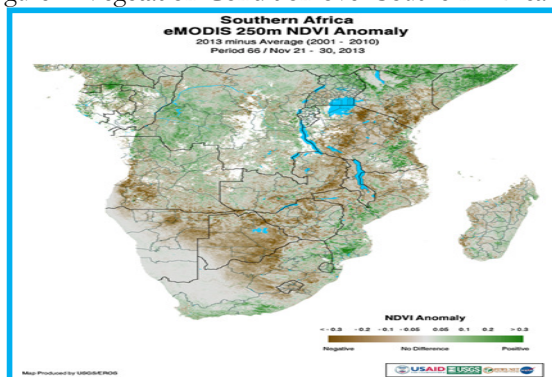 Southern Africa
eMODIS 250m NDVI Anomaly
2013 minus Average (2001 - 2010)
Period 66 / Nov 21 - 30, 2013
NDVI Anomaly
< - 0.3 - 0.2 - 0.1 - 0.05 0.05 0.1 0.2 > 0.3
Negative No Difference Positive
Map Produced by USGS/EROS
USAID USGS